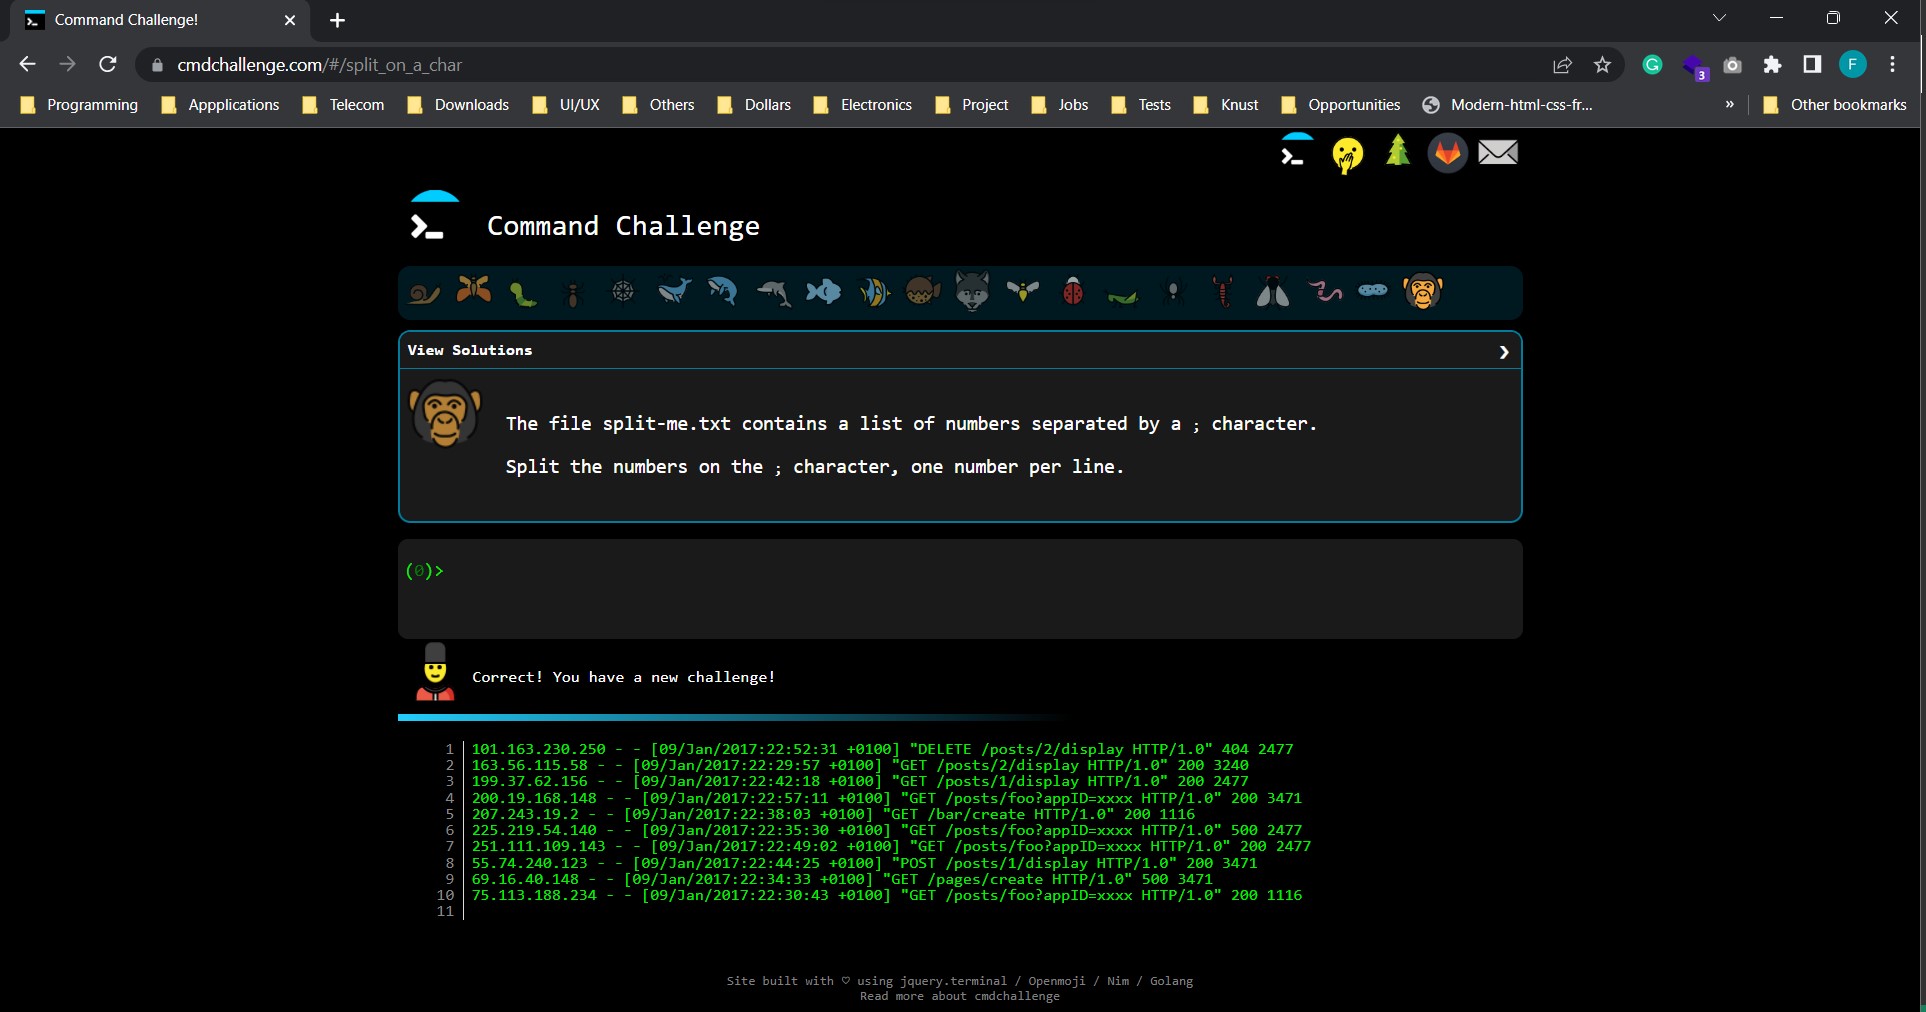 Command Challenge!
cmdchallenge.com/#/split_on_a_char
G
3
F
Programming
Appplications
Telecom
Downloads
UI/UX
Others
Dollars
Electronics
Project
Jobs
Tests
Knust
Opportunities
Modern-html-css-fr...
»
Other bookmarks
Command Challenge
View Solutions
The file split-me.txt contains a list of numbers separated by a ; character.
Split the numbers on the ; character, one number per line.
(0)>
Correct! You have a new challenge!
1 101.163.230.250 - - [09/Jan/2017:22:52:31 +0100] "DELETE /posts/2/display HTTP/1.0" 404 2477
2 163.56.115.58 - - [09/Jan/2017:22:29:57 +0100] "GET /posts/2/display HTTP/1.0" 200 3240
3 199.37.62.156 - - [09/Jan/2017:22:42:18 +0100] "GET /posts/1/display HTTP/1.0" 200 2477
4 200.19.168.148 - - [09/Jan/2017:22:57:11 +0100] "GET /posts/foo?appID=xxxx HTTP/1.0" 200 3471
5 207.243.19.2 - - [09/Jan/2017:22:38:03 +0100] "GET /bar/create HTTP/1.0" 200 1116
6 225.219.54.140 - - [09/Jan/2017:22:35:30 +0100] "GET /posts/foo?appID=xxxx HTTP/1.0" 500 2477
7 251.111.109.143 - - [09/Jan/2017:22:49:02 +0100] "GET /posts/foo?appID=xxxx HTTP/1.0" 200 2477
8 55.74.240.123 - - [09/Jan/2017:22:44:25 +0100] "POST /posts/1/display HTTP/1.0" 200 3471
9 69.16.40.148 - - [09/Jan/2017:22:34:33 +0100] "GET /pages/create HTTP/1.0" 500 3471
10 75.113.188.234 - - [09/Jan/2017:22:30:43 +0100] "GET /posts/foo?appID=xxxx HTTP/1.0" 200 1116
11
Site built with ♡ using jquery.terminal / Openmoji / Nim / Golang
Read more about cmdchallenge